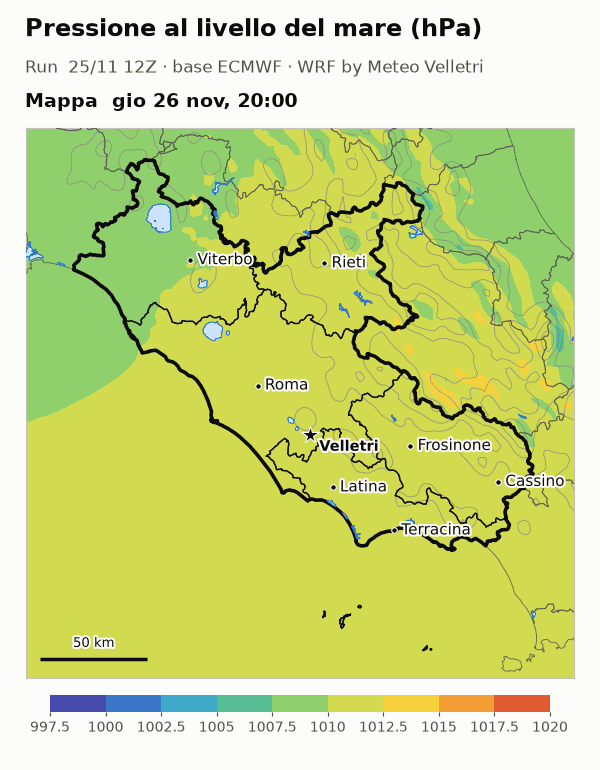 Pressione al livello del mare (hPa)
Run  25/11 12Z · base ECMWF · WRF by Meteo Velletri
Mappa  gio 26 nov, 20:00
Viterbo
Rieti
Roma
Velletri
Frosinone
Latina
Cassino
Terracina
50 km
997.5 1000 1002.5 1005 1007.5 1010 1012.5 1015 1017.5 1020